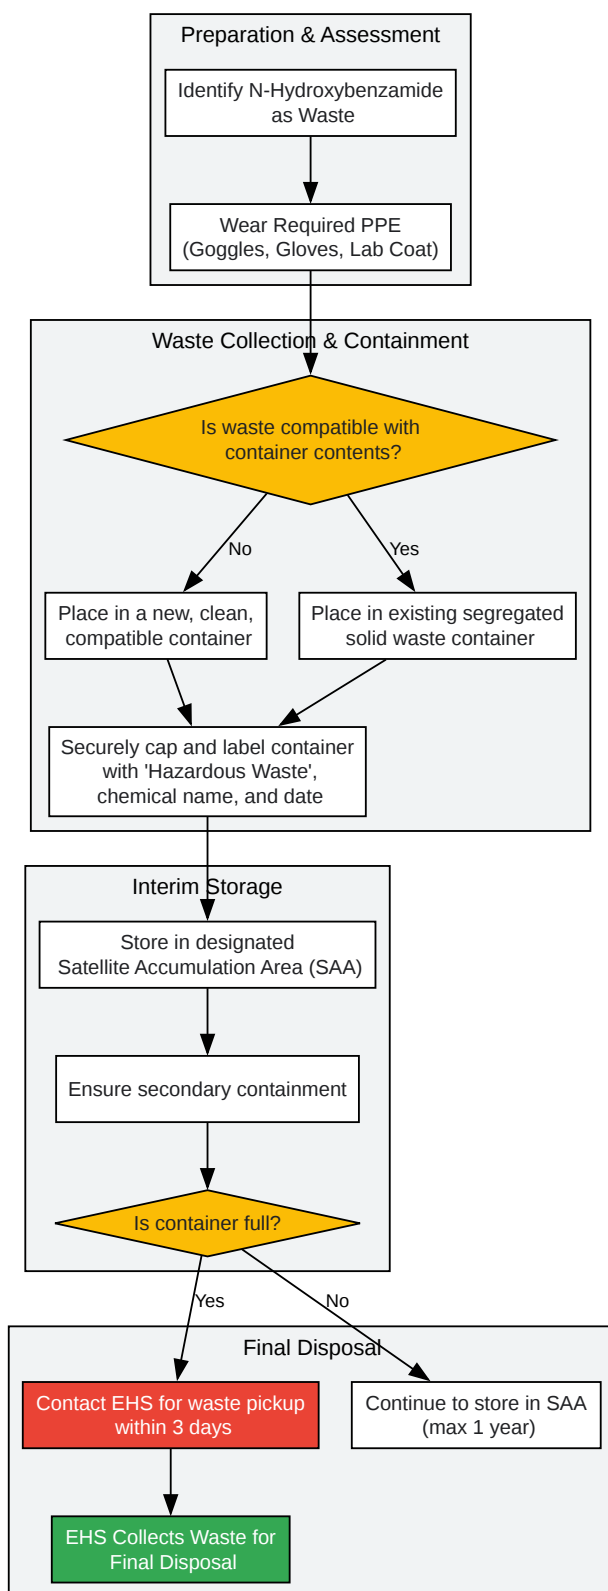 Preparation & Assessment
Identify N-Hydroxybenzamide
as Waste
Wear Required PPE
(Goggles, Gloves, Lab Coat)
Waste Collection & Containment
Is waste compatible with
container contents?
No
Yes
Place in a new, clean,
compatible container
Place in existing segregated
solid waste container
Securely cap and label container
with 'Hazardous Waste',
chemical name, and date
Interim Storage
Store in designated
Satellite Accumulation Area (SAA)
Ensure secondary containment
Is container full?
Yes
No
Final Disposal
Contact EHS for waste pickup
within 3 days
Continue to store in SAA
(max 1 year)
EHS Collects Waste for
Final Disposal